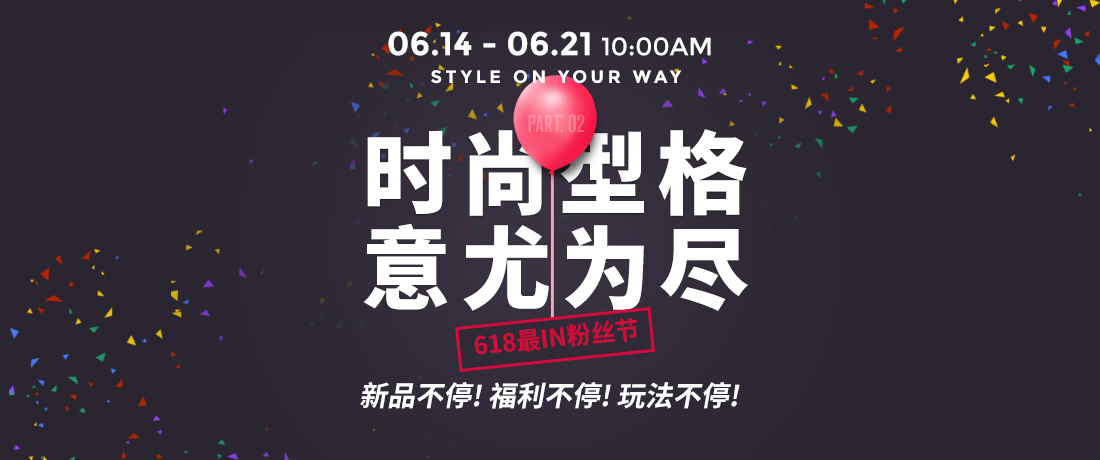 06.14 - 06.21 10:00AM
STYLE ON YOUR WAY
PART. 02
时尚型格
意尤为尽
618最IN粉丝节
新品不停! 福利不停! 玩法不停!